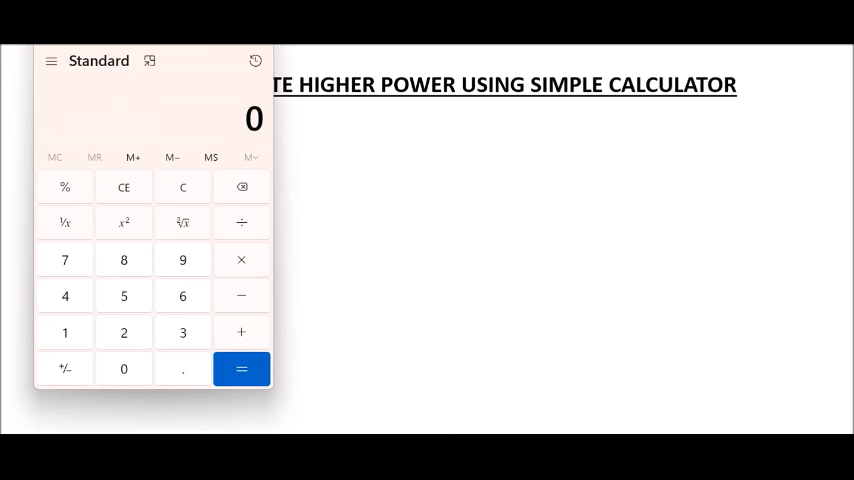 Standard
TE HIGHER POWER USING SIMPLE CALCULATOR
0
MC MR M+ M− MS M
% CE C
¹/x x² ²√x ÷
7 8 9 ×
4 5 6 −
1 2 3 +
+/− 0 . =